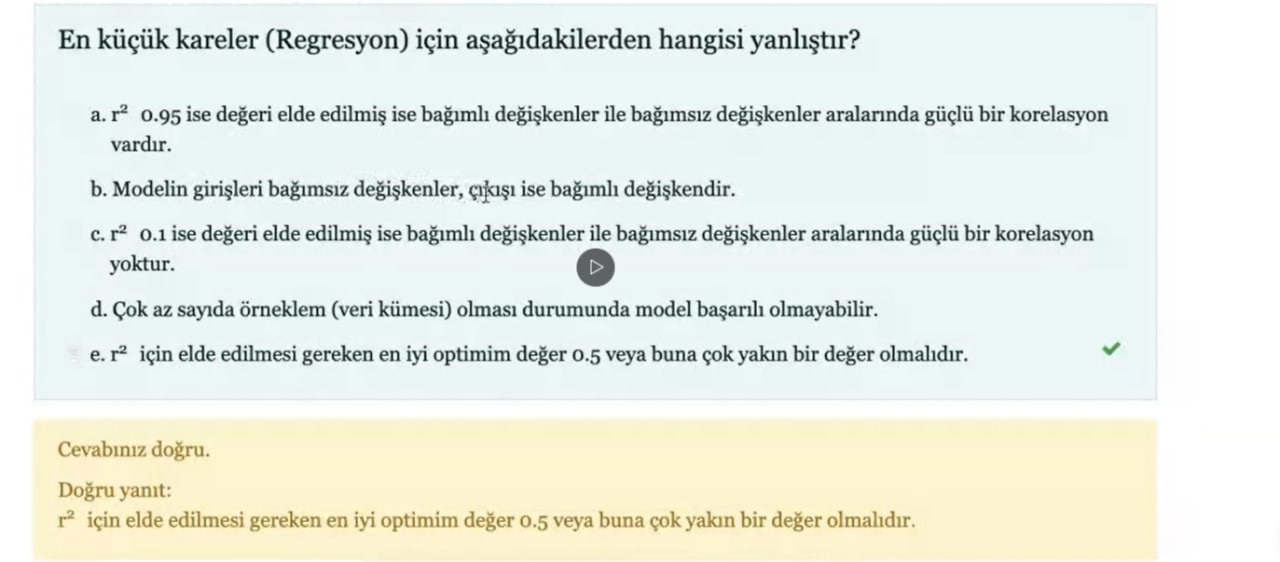 En küçük kareler (Regresyon) için aşağıdakilerden hangisi yanlıştır?
a. r² 0.95 ise değeri elde edilmiş ise bağımlı değişkenler ile bağımsız değişkenler aralarında güçlü bir korelasyon
vardır.
b. Modelin girişleri bağımsız değişkenler, çıkışı ise bağımlı değişkendir.
c. r² 0.1 ise değeri elde edilmiş ise bağımlı değişkenler ile bağımsız değişkenler aralarında güçlü bir korelasyon
yoktur.
d. Çok az sayıda örneklem (veri kümesi) olması durumunda model başarılı olmayabilir.
e. r² için elde edilmesi gereken en iyi optimim değer 0.5 veya buna çok yakın bir değer olmalıdır.
Cevabınız doğru.
Doğru yanıt:
r² için elde edilmesi gereken en iyi optimim değer 0.5 veya buna çok yakın bir değer olmalıdır.